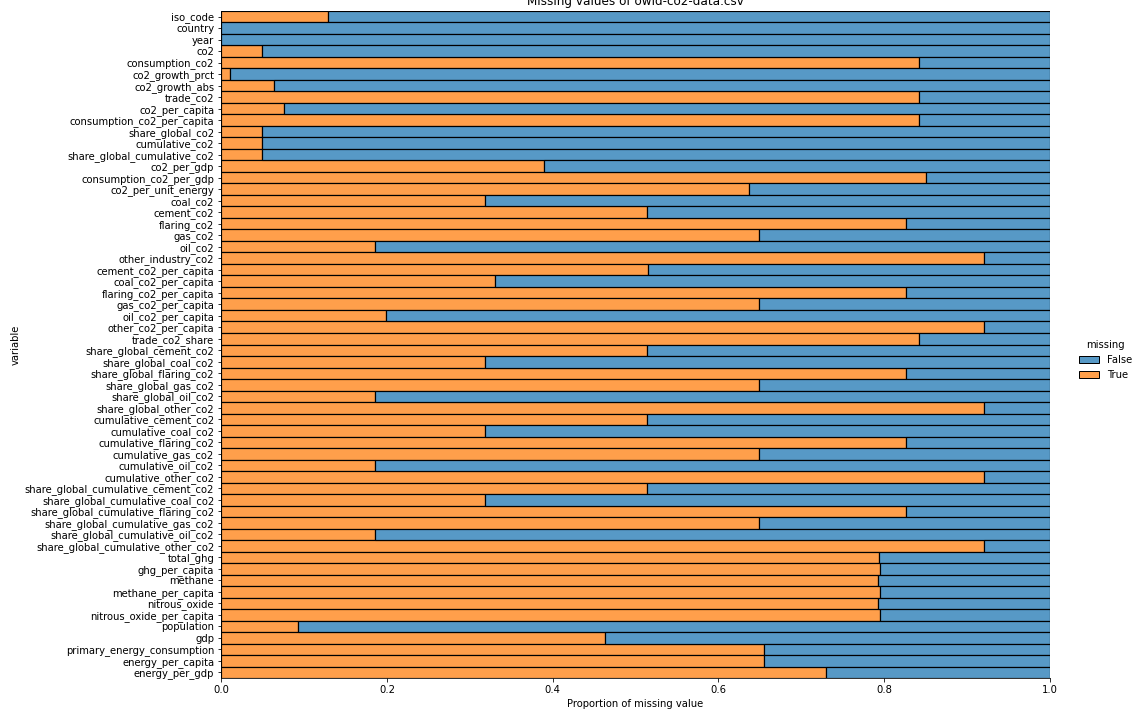 Missing values of owid-co2-data.csv
iso_code
country
year
co2
consumption_co2
co2_growth_prct
co2_growth_abs
trade_co2
co2_per_capita
consumption_co2_per_capita
share_global_co2
cumulative_co2
share_global_cumulative_co2
co2_per_gdp
consumption_co2_per_gdp
co2_per_unit_energy
coal_co2
cement_co2
flaring_co2
gas_co2
oil_co2
other_industry_co2
cement_co2_per_capita
coal_co2_per_capita
flaring_co2_per_capita
gas_co2_per_capita
oil_co2_per_capita
other_co2_per_capita
trade_co2_share
share_global_cement_co2
share_global_coal_co2
share_global_flaring_co2
share_global_gas_co2
share_global_oil_co2
share_global_other_co2
cumulative_cement_co2
cumulative_coal_co2
cumulative_flaring_co2
cumulative_gas_co2
cumulative_oil_co2
cumulative_other_co2
share_global_cumulative_cement_co2
share_global_cumulative_coal_co2
share_global_cumulative_flaring_co2
share_global_cumulative_gas_co2
share_global_cumulative_oil_co2
share_global_cumulative_other_co2
total_ghg
ghg_per_capita
methane
methane_per_capita
nitrous_oxide
nitrous_oxide_per_capita
population
gdp
primary_energy_consumption
energy_per_capita
energy_per_gdp
variable
0.0 0.2 0.4 0.6 0.8 1.0
Proportion of missing value
missing
False
True